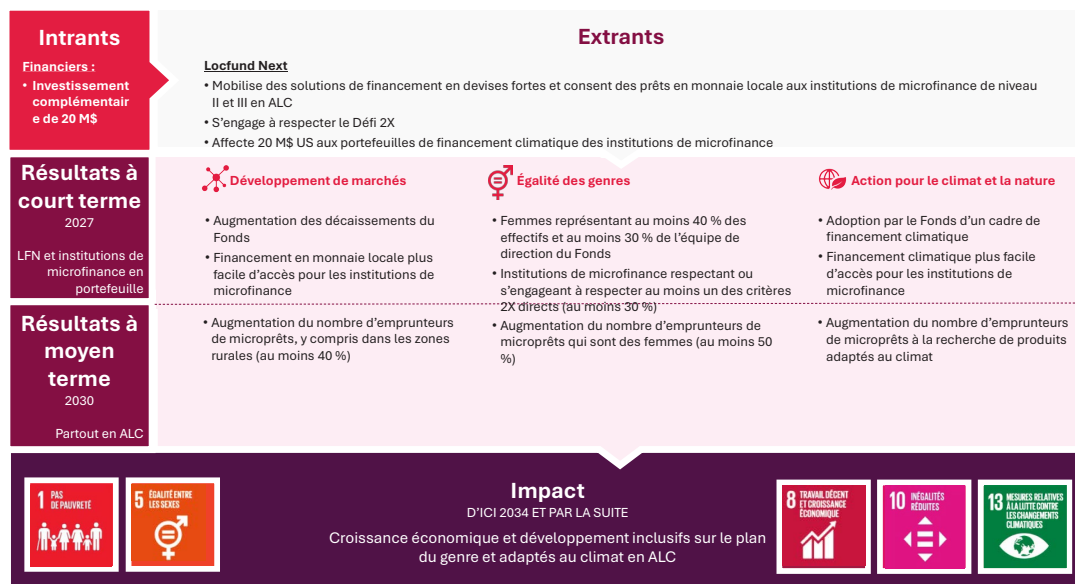 Intrants
Financiers :
• Investissement
complémentair
e de 20 M$
Extrants
Locfund Next
• Mobilise des solutions de financement en devises fortes et consent des prêts en monnaie locale aux institutions de microfinance de niveau
II et III en ALC
• S’engage à respecter le Défi 2X
• Affecte 20 M$ US aux portefeuilles de financement climatique des institutions de microfinance
Résultats à
court terme
2027
LFN et institutions de
microfinance en
portefeuille
Développement de marchés
• Augmentation des décaissements du
Fonds
• Financement en monnaie locale plus
facile d’accès pour les institutions de
microfinance
Égalité des genres
• Femmes représentant au moins 40 % des
effectifs et au moins 30 % de l’équipe de
direction du Fonds
• Institutions de microfinance respectant ou
s’engageant à respecter au moins un des critères
2X directs (au moins 30 %)
Action pour le climat et la nature
• Adoption par le Fonds d’un cadre de
financement climatique
• Financement climatique plus facile
d’accès pour les institutions de
microfinance
Résultats à
moyen
terme
2030
Partout en ALC
• Augmentation du nombre d’emprunteurs
de microprêts, y compris dans les zones
rurales (au moins 40 %)
• Augmentation du nombre d’emprunteurs de
microprêts qui sont des femmes (au moins 50
%)
• Augmentation du nombre d’emprunteurs
de microprêts à la recherche de produits
adaptés au climat
1 PAS
DE PAUVRETÉ
5 ÉGALITÉ ENTRE
LES SEXES
Impact
D’ICI 2034 ET PAR LA SUITE
Croissance économique et développement inclusifs sur le plan
du genre et adaptés au climat en ALC
8 TRAVAIL DÉCENT
ET CROISSANCE
ÉCONOMIQUE
10 INÉGALITÉS
RÉDUITES
13 MESURES RELATIVES
À LA LUTTE CONTRE
LES CHANGEMENTS
CLIMATIQUES